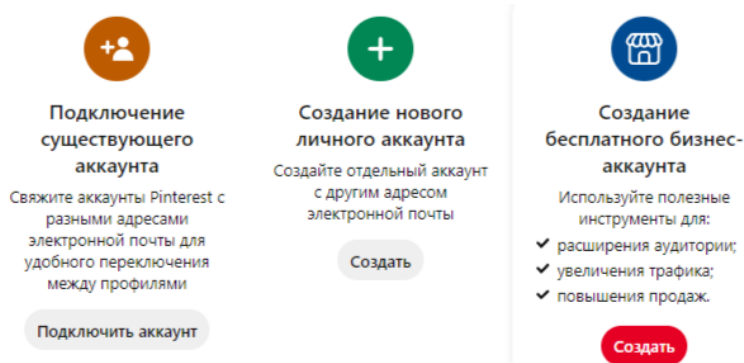 Подключение
существующего
аккаунта
Свяжите аккаунты Pinterest с
разными адресами
электронной почты для
удобного переключения
между профилями
Подключить аккаунт
Создание нового
личного аккаунта
Создайте отдельный аккаунт
с другим адресом
электронной почты
Создать
Создание
бесплатного бизнес-
аккаунта
Используйте полезные
инструменты для:
✔ расширения аудитории;
✔ увеличения трафика;
✔ повышения продаж.
Создать